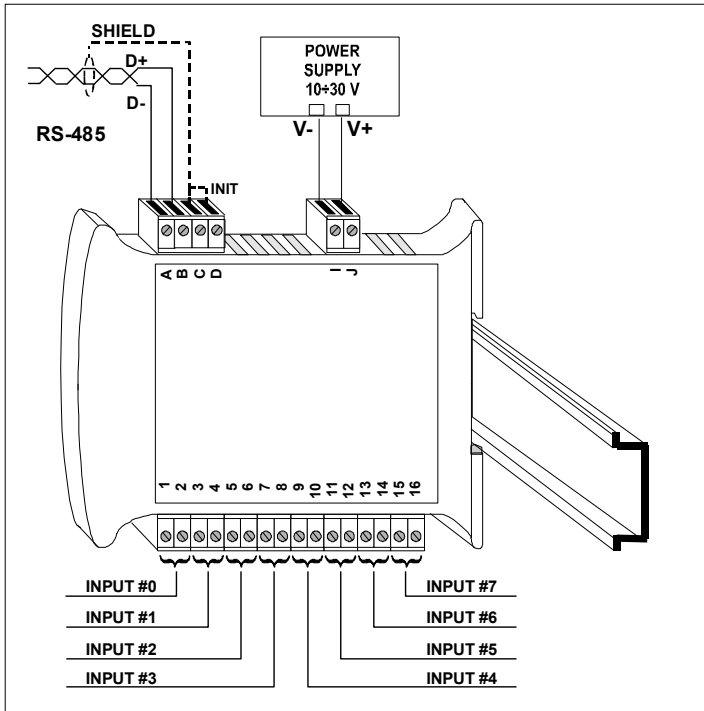 SHIELD
D+
D-
RS-485
POWER
SUPPLY
10÷30 V
V-
V+
INIT
A
B
C
D
I
J
1
2
3
4
5
6
7
8
9
10
11
12
13
14
15
16
INPUT #0
INPUT #7
INPUT #1
INPUT #6
INPUT #2
INPUT #5
INPUT #3
INPUT #4